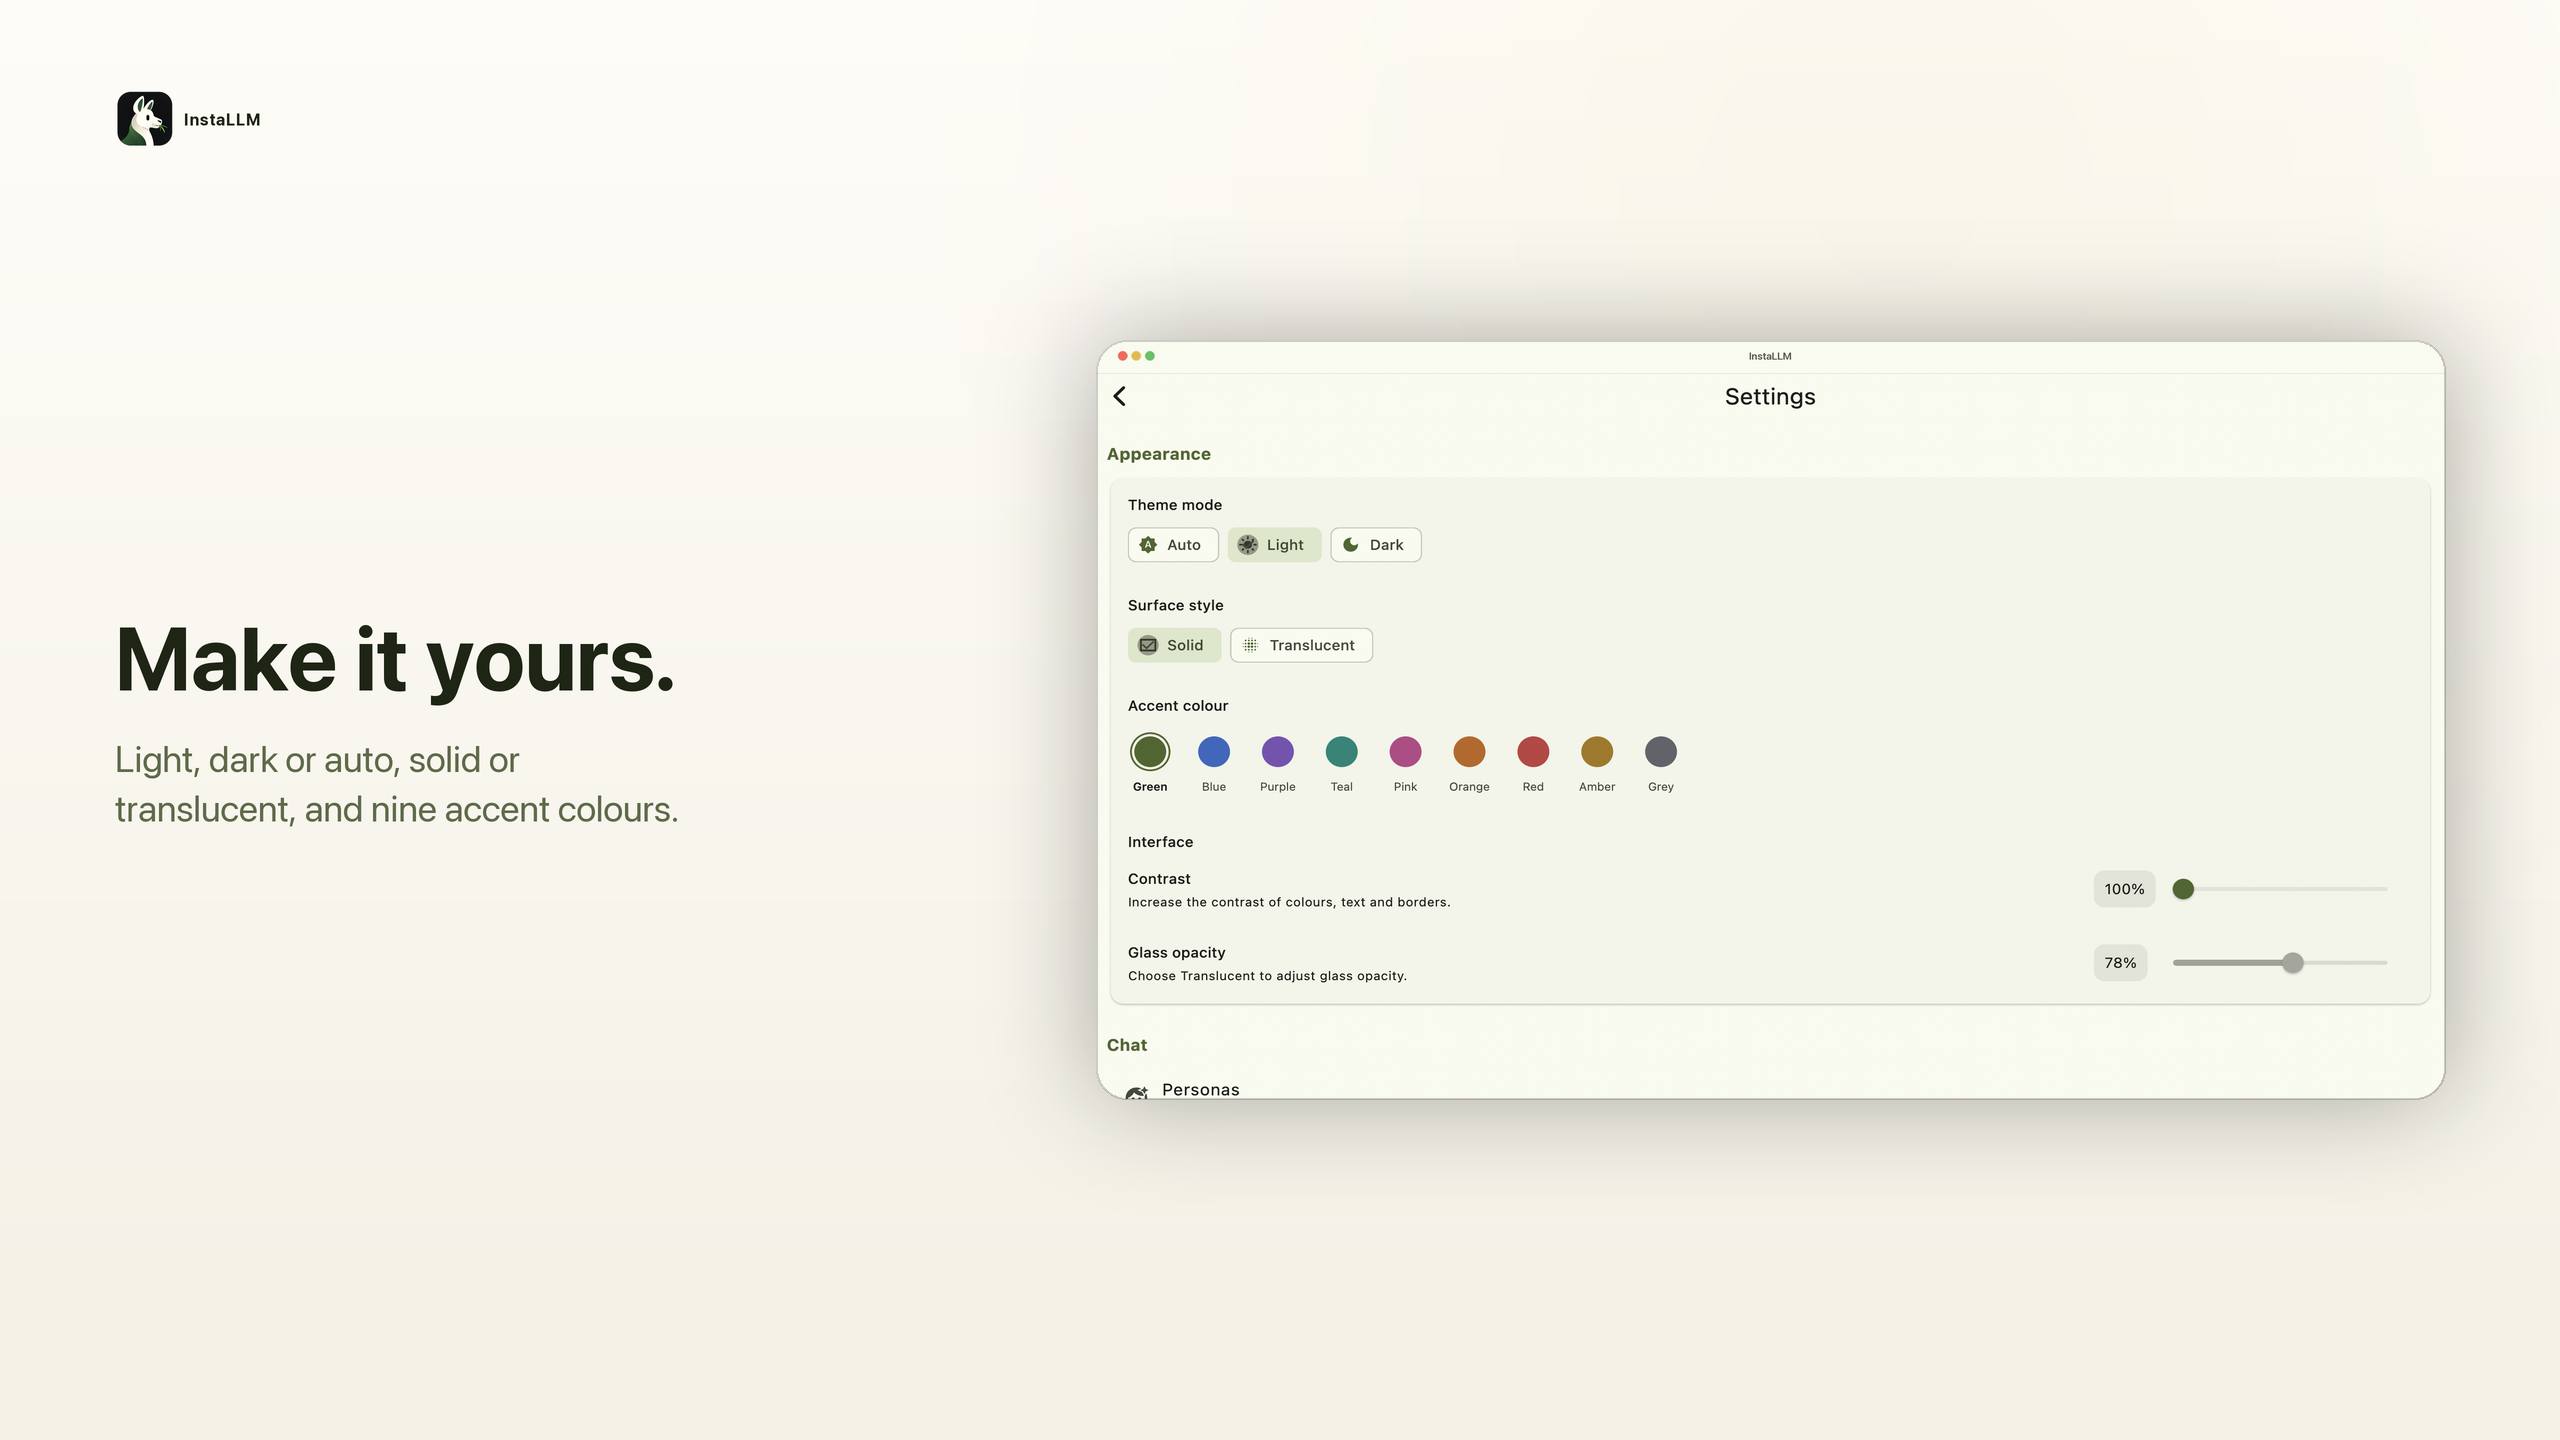 InstaLLM
Make it yours.
Light, dark or auto, solid or
translucent, and nine accent colours.
InstaLLM
Settings
Appearance
Theme mode
Auto Light Dark
Surface style
Solid Translucent
Accent colour
Green Blue Purple Teal Pink Orange Red Amber Grey
Interface
Contrast
Increase the contrast of colours, text and borders.
100%
Glass opacity
Choose Translucent to adjust glass opacity.
78%
Chat
Personas